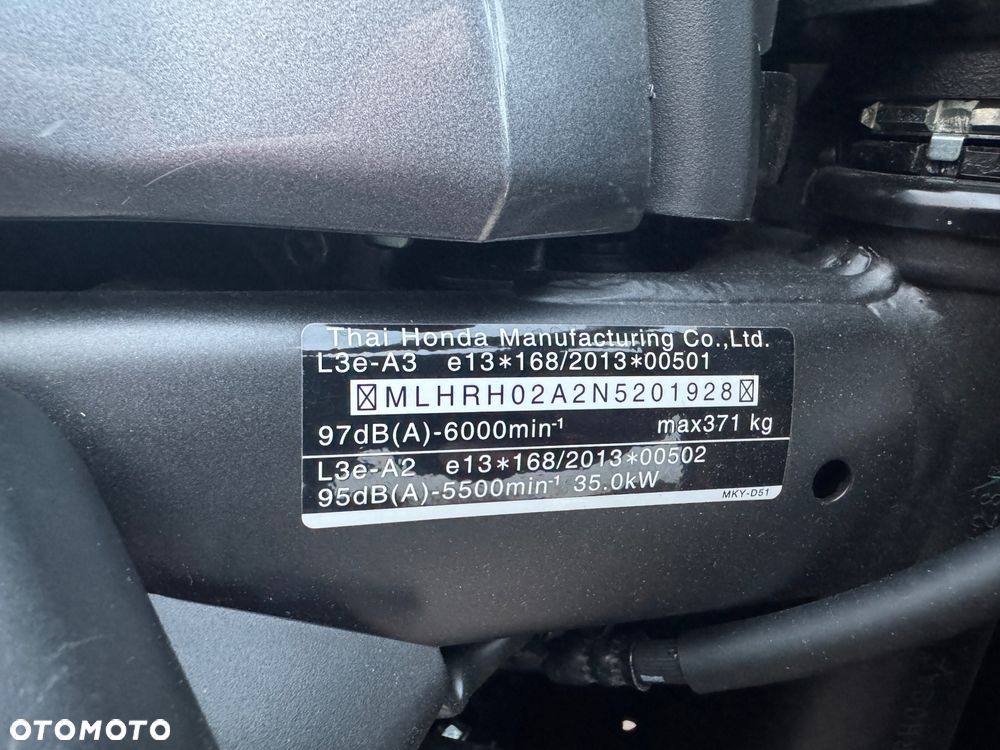 Thai Honda Manufacturing Co.,Ltd.
L3e-A3 e13*168/2013*00501
MLHRH02A2N5201928
97dB(A)-6000min⁻¹ max371 kg
L3e-A2 e13*168/2013*00502
95dB(A)-5500min⁻¹ 35.0kW
MKY-D51
OTOMOTO